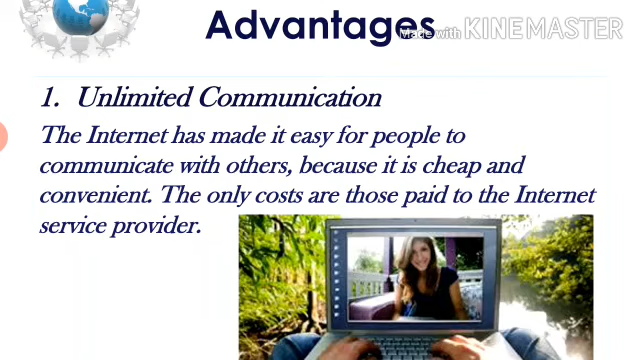 Advantages
Made with KINEMASTER
1. Unlimited Communication
The Internet has made it easy for people to
communicate with others, because it is cheap and
convenient. The only costs are those paid to the Internet
service provider.